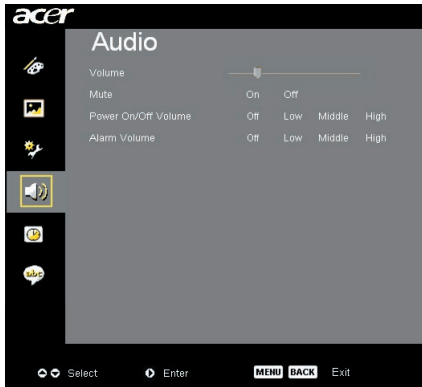 acer
Audio
Volume
Mute On Off
Power On/Off Volume Off Low Middle High
Alarm Volume Off Low Middle High
abc
Select Enter MENU BACK Exit